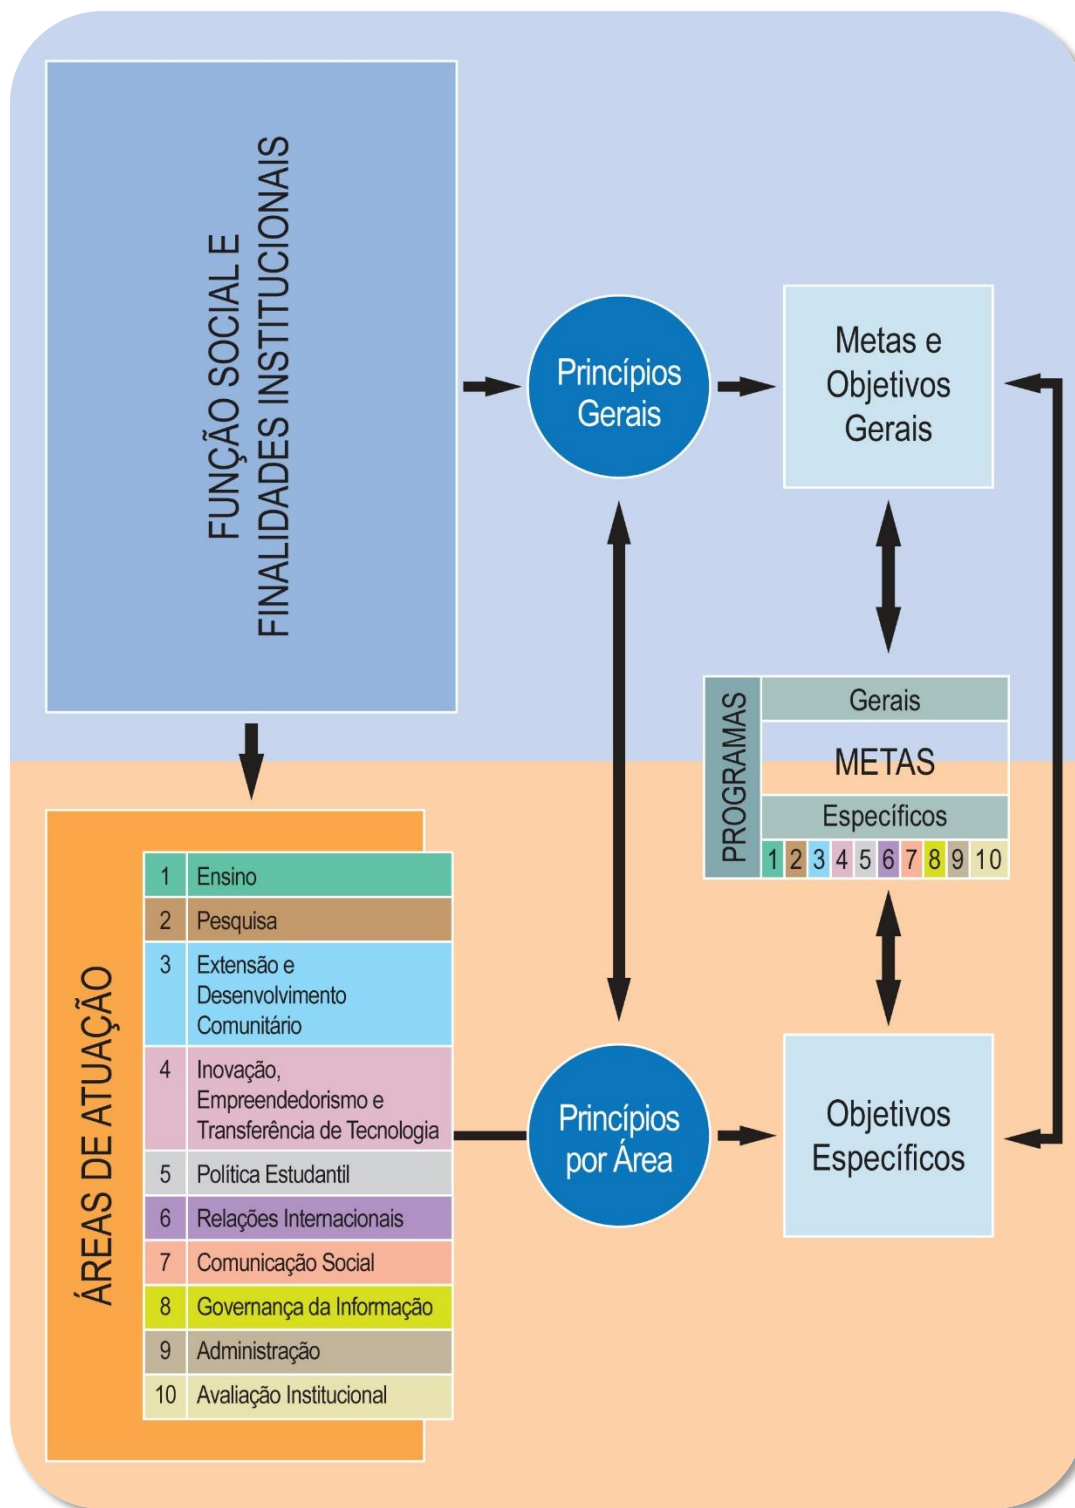 FUNÇÃO SOCIAL E
FINALIDADES INSTITUCIONAIS
Princípios
Gerais
Metas e
Objetivos
Gerais
PROGRAMAS
Gerais
METAS
Específicos
1 2 3 4 5 6 7 8 9 10
ÁREAS DE ATUAÇÃO
1 Ensino
2 Pesquisa
3 Extensão e
Desenvolvimento
Comunitário
4 Inovação,
Empreendedorismo e
Transferência de Tecnologia
5 Política Estudantil
6 Relações Internacionais
7 Comunicação Social
8 Governança da Informação
9 Administração
10 Avaliação Institucional
Princípios
por Área
Objetivos
Específicos